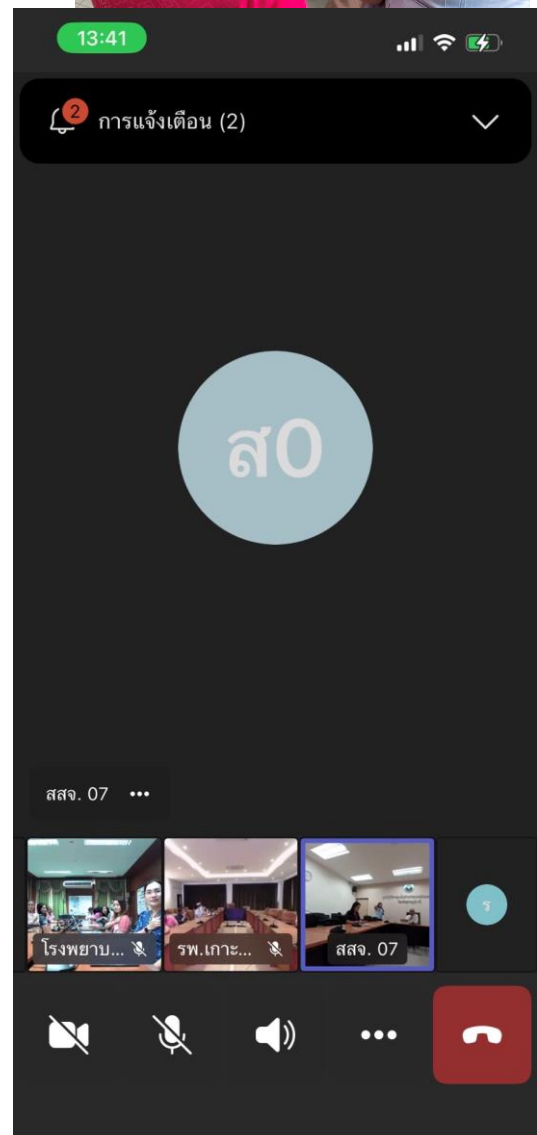 13:41
2
การแจ้งเตือน (2)
ส0
สสจ. 07 •••
โรงพยาบ...
รพ.เกาะ...
สสจ. 07
ร